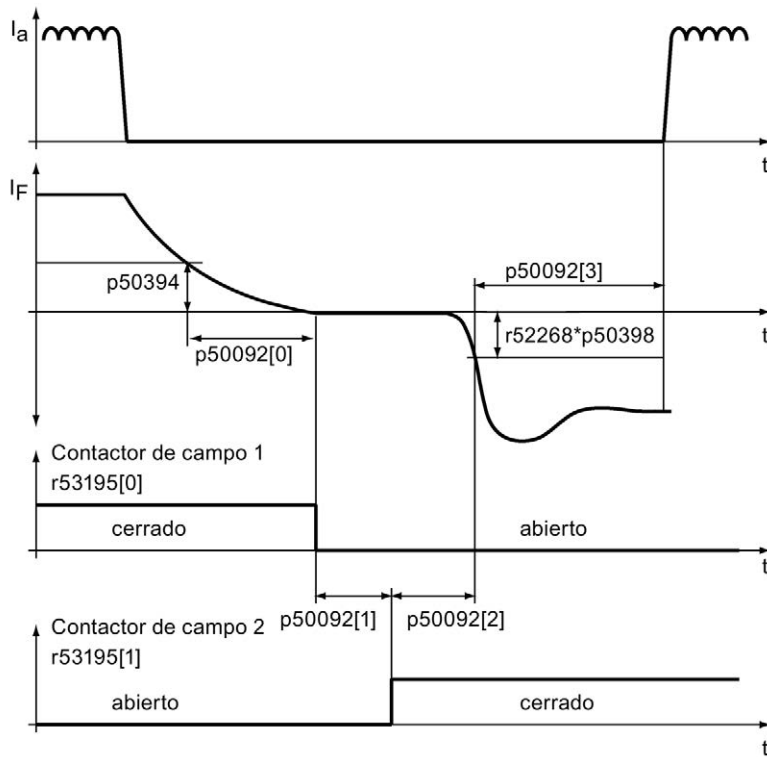 Ia
t
IF
p50394
p50092[0]
p50092[3]
r52268*p50398
t
Contactor de campo 1
r53195[0]
cerrado
abierto
t
p50092[1]
p50092[2]
Contactor de campo 2
r53195[1]
abierto
cerrado
t